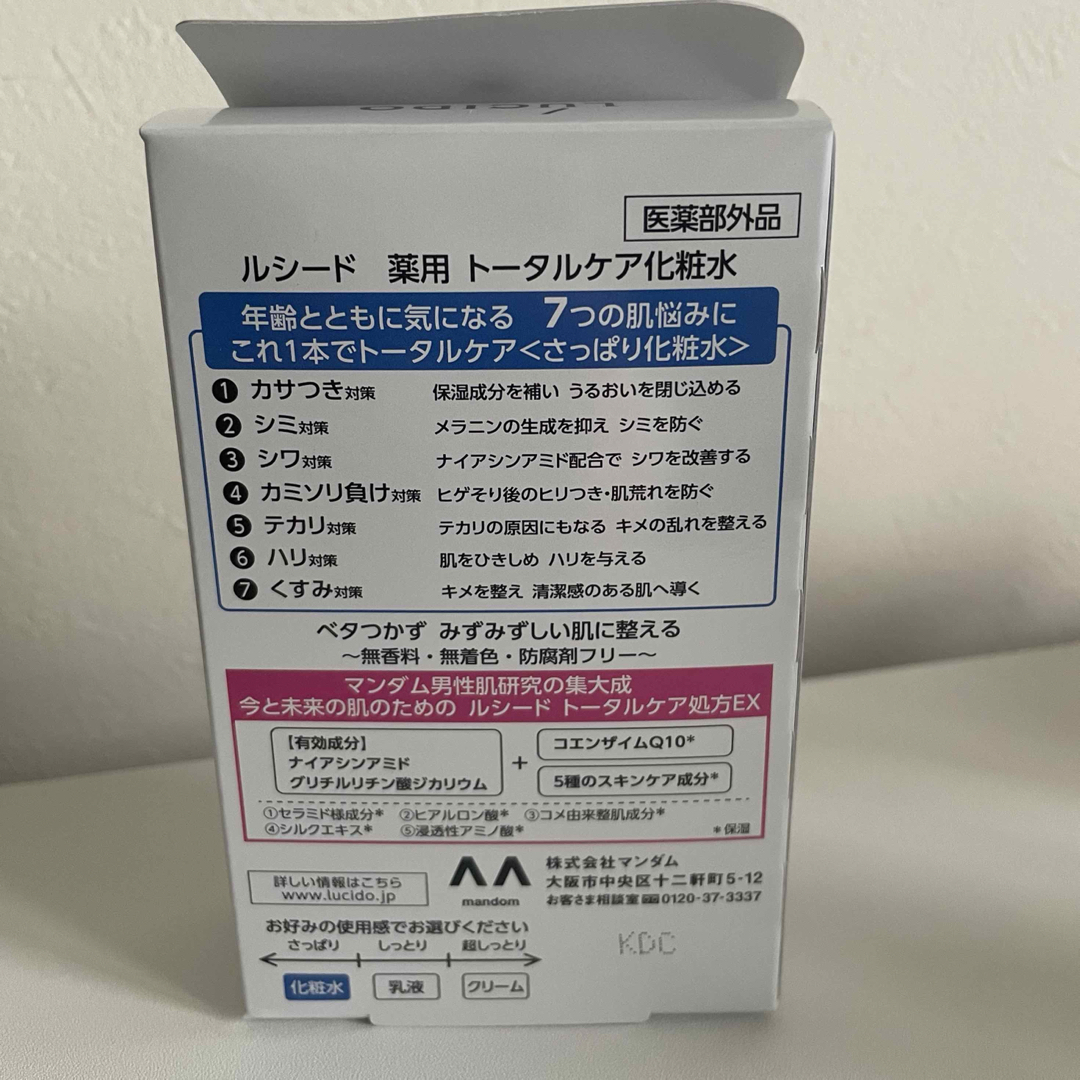 LÚCIDO
医薬部外品
ルシード 薬用 トータルケア化粧水
年齢とともに気になる 7つの肌悩みに
これ1本でトータルケア<さっぱり化粧水>
❶ カサつき対策 保湿成分を補い うるおいを閉じ込める
❷ シミ対策 メラニンの生成を抑え シミを防ぐ
❸ シワ対策 ナイアシンアミド配合で シワを改善する
❹ カミソリ負け対策 ヒゲそり後のヒリつき・肌荒れを防ぐ
❺ テカリ対策 テカリの原因にもなる キメの乱れを整える
❻ ハリ対策 肌をひきしめ ハリを与える
❼ くすみ対策 キメを整え 清潔感のある肌へ導く
ベタつかず みずみずしい肌に整える
～無香料・無着色・防腐剤フリー～
マンダム男性肌研究の集大成
今と未来の肌のための ルシード トータルケア処方EX
【有効成分】
ナイアシンアミド
グリチルリチン酸ジカリウム
+
コエンザイムQ10*
5種のスキンケア成分*
①セラミド様成分* ②ヒアルロン酸* ③コメ由来整肌成分*
④シルクエキス* ⑤浸透性アミノ酸* *保湿
詳しい情報はこちら
www.lucido.jp
mandom
株式会社マンダム
大阪市中央区十二軒町5-12
お客さま相談室 0120-37-3337
お好みの使用感でお選びください
さっぱり しっとり 超しっとり
化粧水 乳液 クリーム
KDC